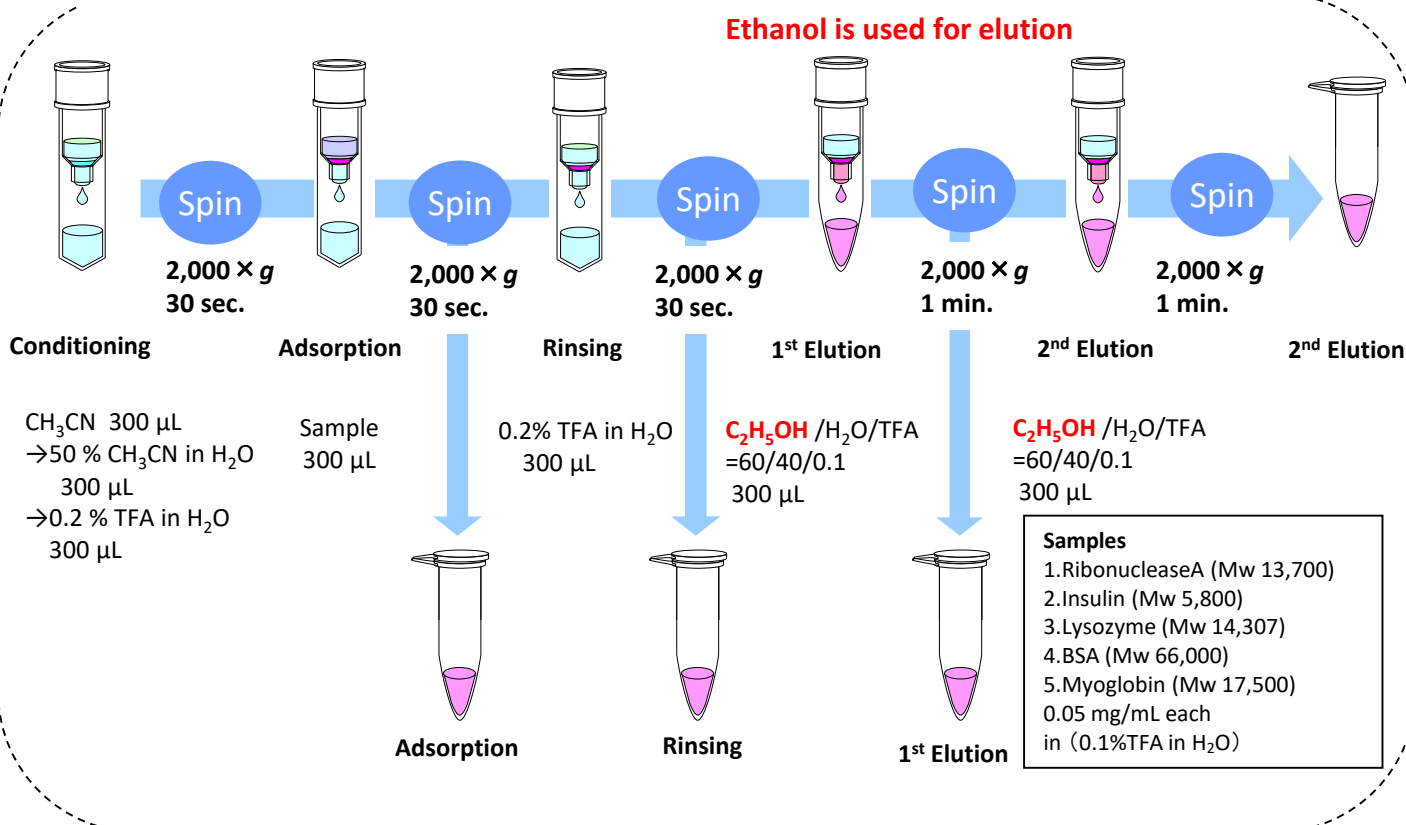 Ethanol is used for elution
Spin
Spin
Spin
Spin
Spin
2,000 × g
30 sec.
2,000 × g
30 sec.
2,000 × g
30 sec.
2,000 × g
1 min.
2,000 × g
1 min.
Conditioning
Adsorption
Rinsing
1st Elution
2nd Elution
2nd Elution
CH₃CN 300 µL
→50 % CH₃CN in H₂O
300 µL
→0.2 % TFA in H₂O
300 µL
Sample
300 µL
0.2% TFA in H₂O
300 µL
C₂H₅OH /H₂O/TFA
=60/40/0.1
300 µL
C₂H₅OH /H₂O/TFA
=60/40/0.1
300 µL
Samples
1.RibonucleaseA (Mw 13,700)
2.Insulin (Mw 5,800)
3.Lysozyme (Mw 14,307)
4.BSA (Mw 66,000)
5.Myoglobin (Mw 17,500)
0.05 mg/mL each
in（0.1%TFA in H₂O）
Adsorption
Rinsing
1st Elution